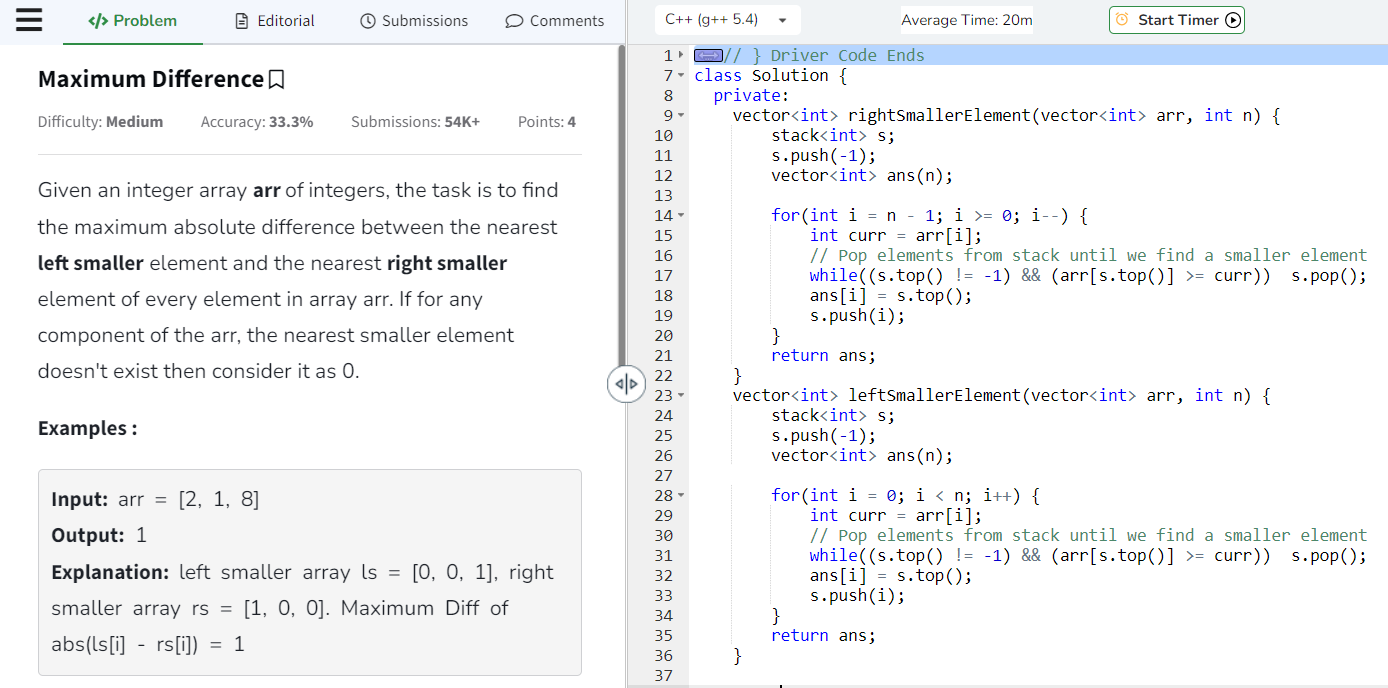 Problem
Editorial
Submissions
Comments
Maximum Difference
Difficulty: Medium Accuracy: 33.3% Submissions: 54K+ Points: 4
Given an integer array arr of integers, the task is to find
the maximum absolute difference between the nearest
left smaller element and the nearest right smaller
element of every element in array arr. If for any
component of the arr, the nearest smaller element
doesn't exist then consider it as 0.
Examples :
Input: arr = [2, 1, 8]
Output: 1
Explanation: left smaller array ls = [0, 0, 1], right
smaller array rs = [1, 0, 0]. Maximum Diff of
abs(ls[i] - rs[i]) = 1
C++ (g++ 5.4)
Average Time: 20m
Start Timer
1 // } Driver Code Ends
7 class Solution {
8 private:
9 vector<int> rightSmallerElement(vector<int> arr, int n) {
10 stack<int> s;
11 s.push(-1);
12 vector<int> ans(n);
13
14 for(int i = n - 1; i >= 0; i--) {
15 int curr = arr[i];
16 // Pop elements from stack until we find a smaller element
17 while((s.top() != -1) && (arr[s.top()] >= curr)) s.pop();
18 ans[i] = s.top();
19 s.push(i);
20 }
21 return ans;
22 }
23 vector<int> leftSmallerElement(vector<int> arr, int n) {
24 stack<int> s;
25 s.push(-1);
26 vector<int> ans(n);
27
28 for(int i = 0; i < n; i++) {
29 int curr = arr[i];
30 // Pop elements from stack until we find a smaller element
31 while((s.top() != -1) && (arr[s.top()] >= curr)) s.pop();
32 ans[i] = s.top();
33 s.push(i);
34 }
35 return ans;
36 }
37